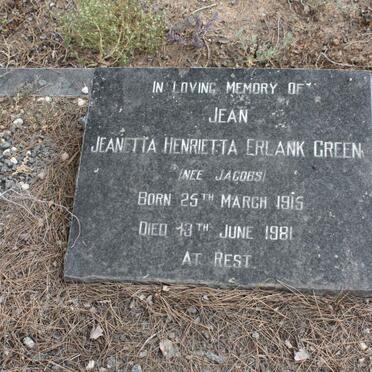 IN LOVING MEMORY OF
JEAN
JEANETTA HENRIETTA ERLANK GREEN
(NEE JACOBS)
BORN 25TH MARCH 1915
DIED 13TH JUNE 1981
AT REST